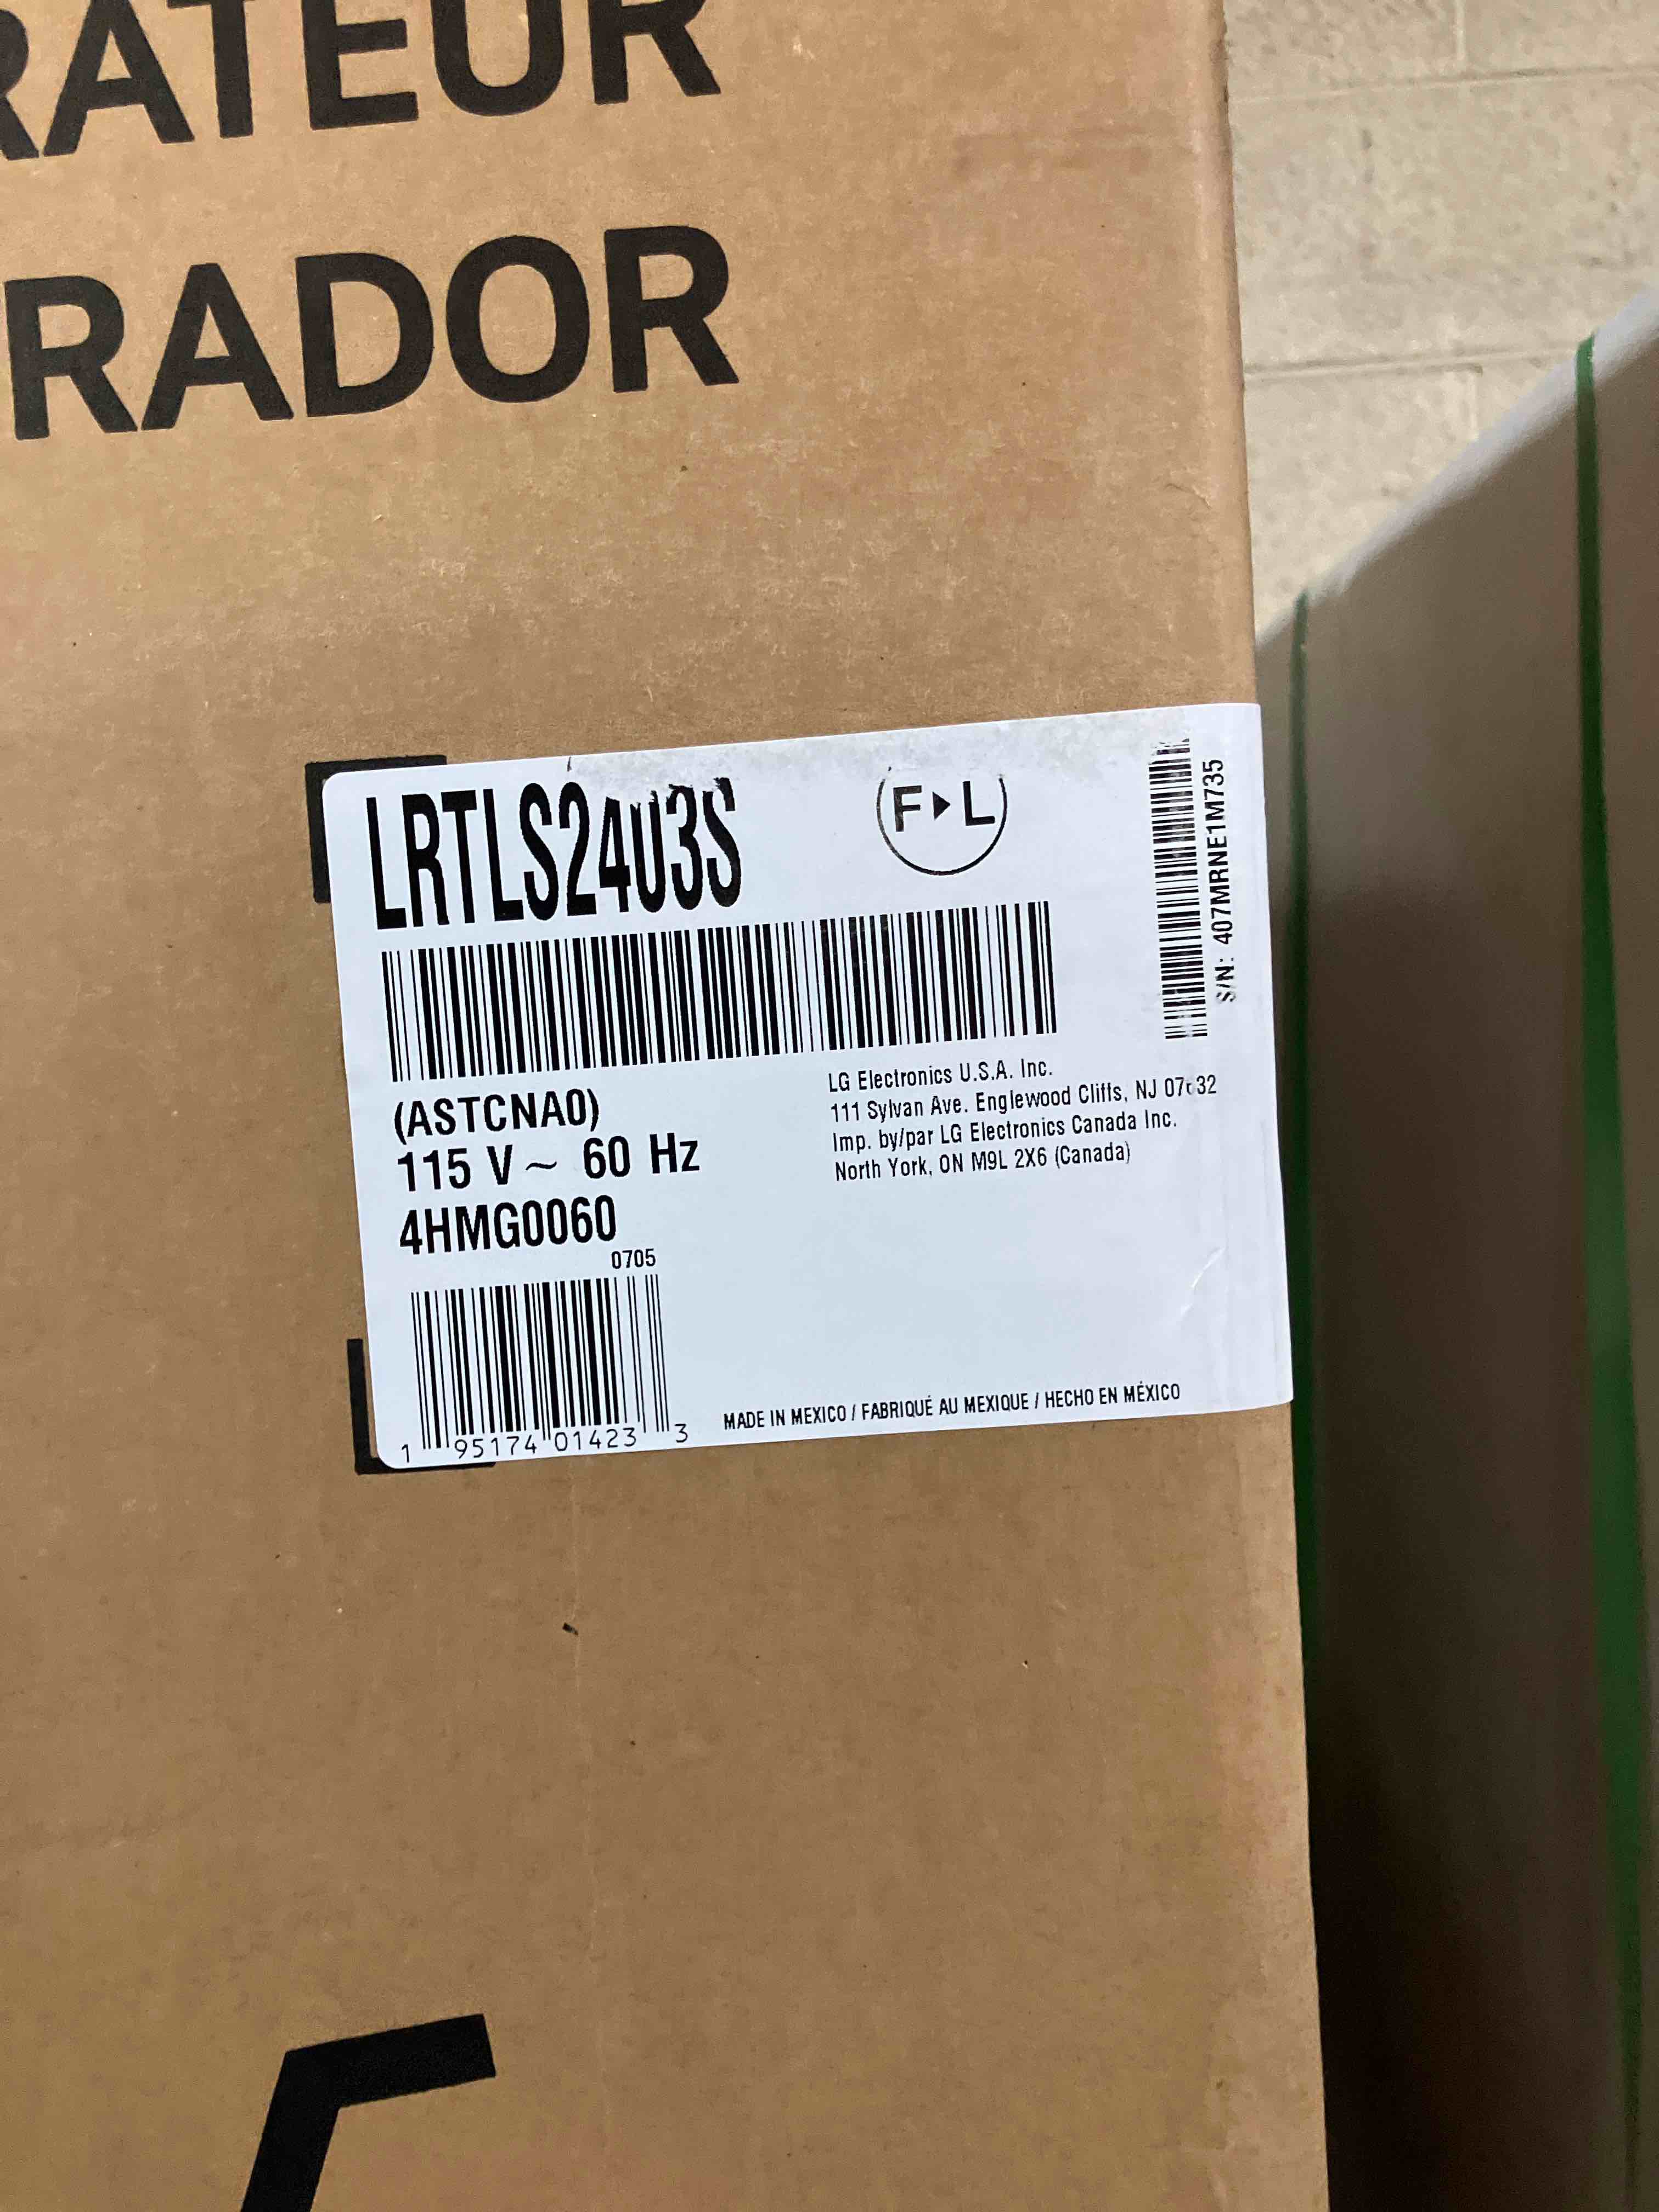 RATEUR
RADOR
LRTLS2403S
F▶L
S/N: 407MRNE1M735
(ASTCNA0)
115 V ~ 60 Hz
4HMG0060
0705
LG Electronics U.S.A. Inc.
111 Sylvan Ave. Englewood Cliffs, NJ 07632
Imp. by/par LG Electronics Canada Inc.
North York, ON M9L 2X6 (Canada)
1 95174 01423 3
MADE IN MEXICO / FABRIQUÉ AU MEXIQUE / HECHO EN MÉXICO